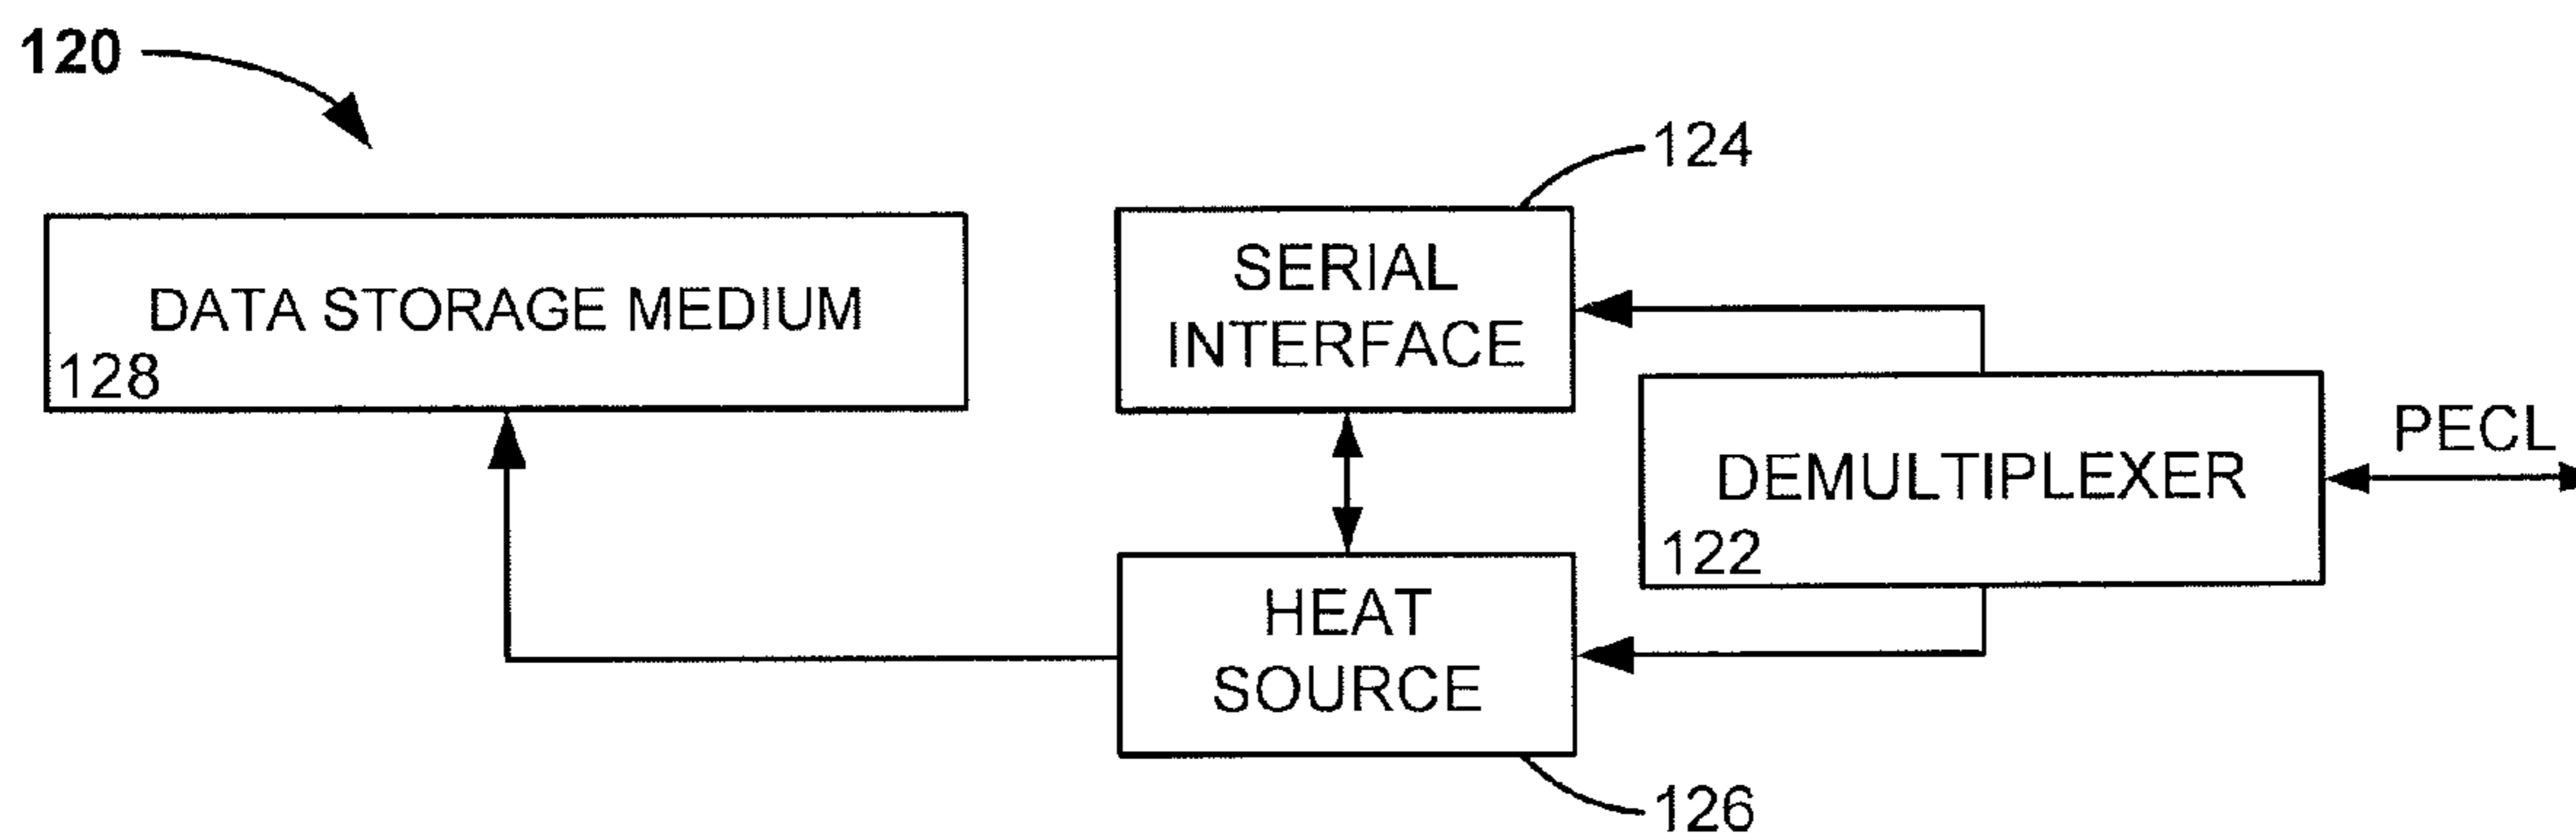 120
124
SERIAL
INTERFACE
DATA STORAGE MEDIUM
128
PECL
DEMULTIPLEXER
122
HEAT
SOURCE
126